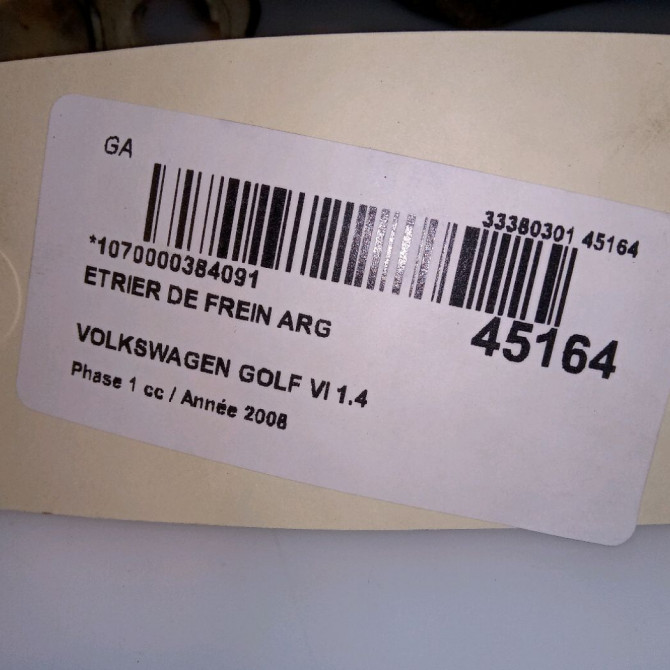 GA
33380301 45164
*1070000384091
ETRIER DE FREIN ARG
45164
VOLKSWAGEN GOLF VI 1.4
Phase 1 cc / Année 2008